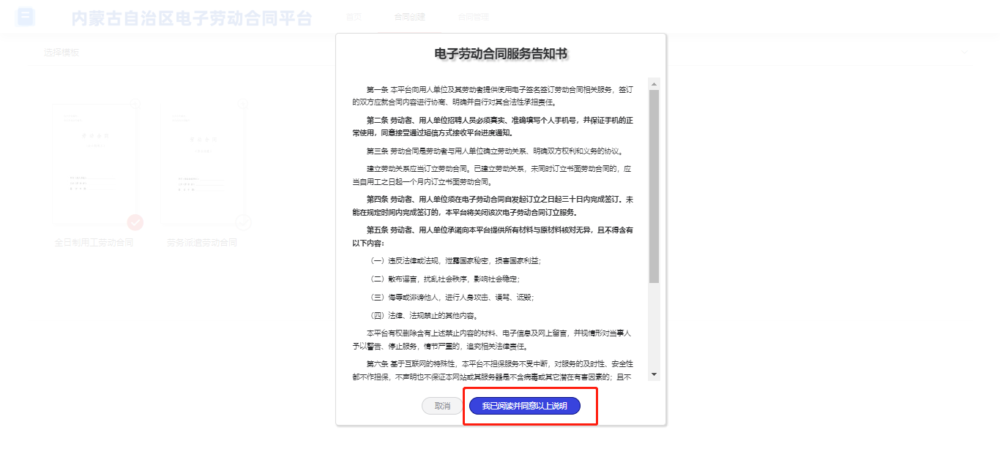 内蒙古自治区电子劳动合同平台
首页
合同创建
合同管理
选择模板
全日制用工劳动合同
劳务派遣劳动合同
电子劳动合同服务告知书
第一条 本平台向用人单位及其劳动者提供使用电子签名签订劳动合同相关服务，签订
的双方应就合同内容进行协商、明确并自行对其合法性承担责任。
第二条 劳动者、用人单位招聘人员必须真实、准确填写个人手机号，并保证手机的正
常使用，同意接受通过短信方式接收平台进度通知。
第三条 劳动合同是劳动者与用人单位确立劳动关系、明确双方权利和义务的协议。
建立劳动关系应当订立劳动合同。已建立劳动关系，未同时订立书面劳动合同的，应
当自用工之日起一个月内订立书面劳动合同。
第四条 劳动者、用人单位须在电子劳动合同自发起订立之日起三十日内完成签订。未
能在规定时间内完成签订的，本平台将关闭该次电子劳动合同订立服务。
第五条 劳动者、用人单位承诺向本平台提供所有材料与原材料核对无异，且不得含有
以下内容：
（一）违反法律或法规，泄露国家秘密，损害国家利益；
（二）散布谣言，扰乱社会秩序，影响社会稳定；
（三）侮辱或诽谤他人，进行人身攻击、谩骂、诋毁；
（四）法律、法规禁止的其他内容。
本平台有权删除含有上述禁止内容的材料、电子信息及网上留言，并视情形对当事人
予以警告、停止服务，情节严重的，追究相关法律责任。
第六条 基于互联网的特殊性，本平台不担保服务不受中断，对服务的及时性、安全性
都不作担保，不声明也不保证本网站或其服务器是不含病毒或其它潜在有害因素的；且不
取消
我已阅读并同意以上说明